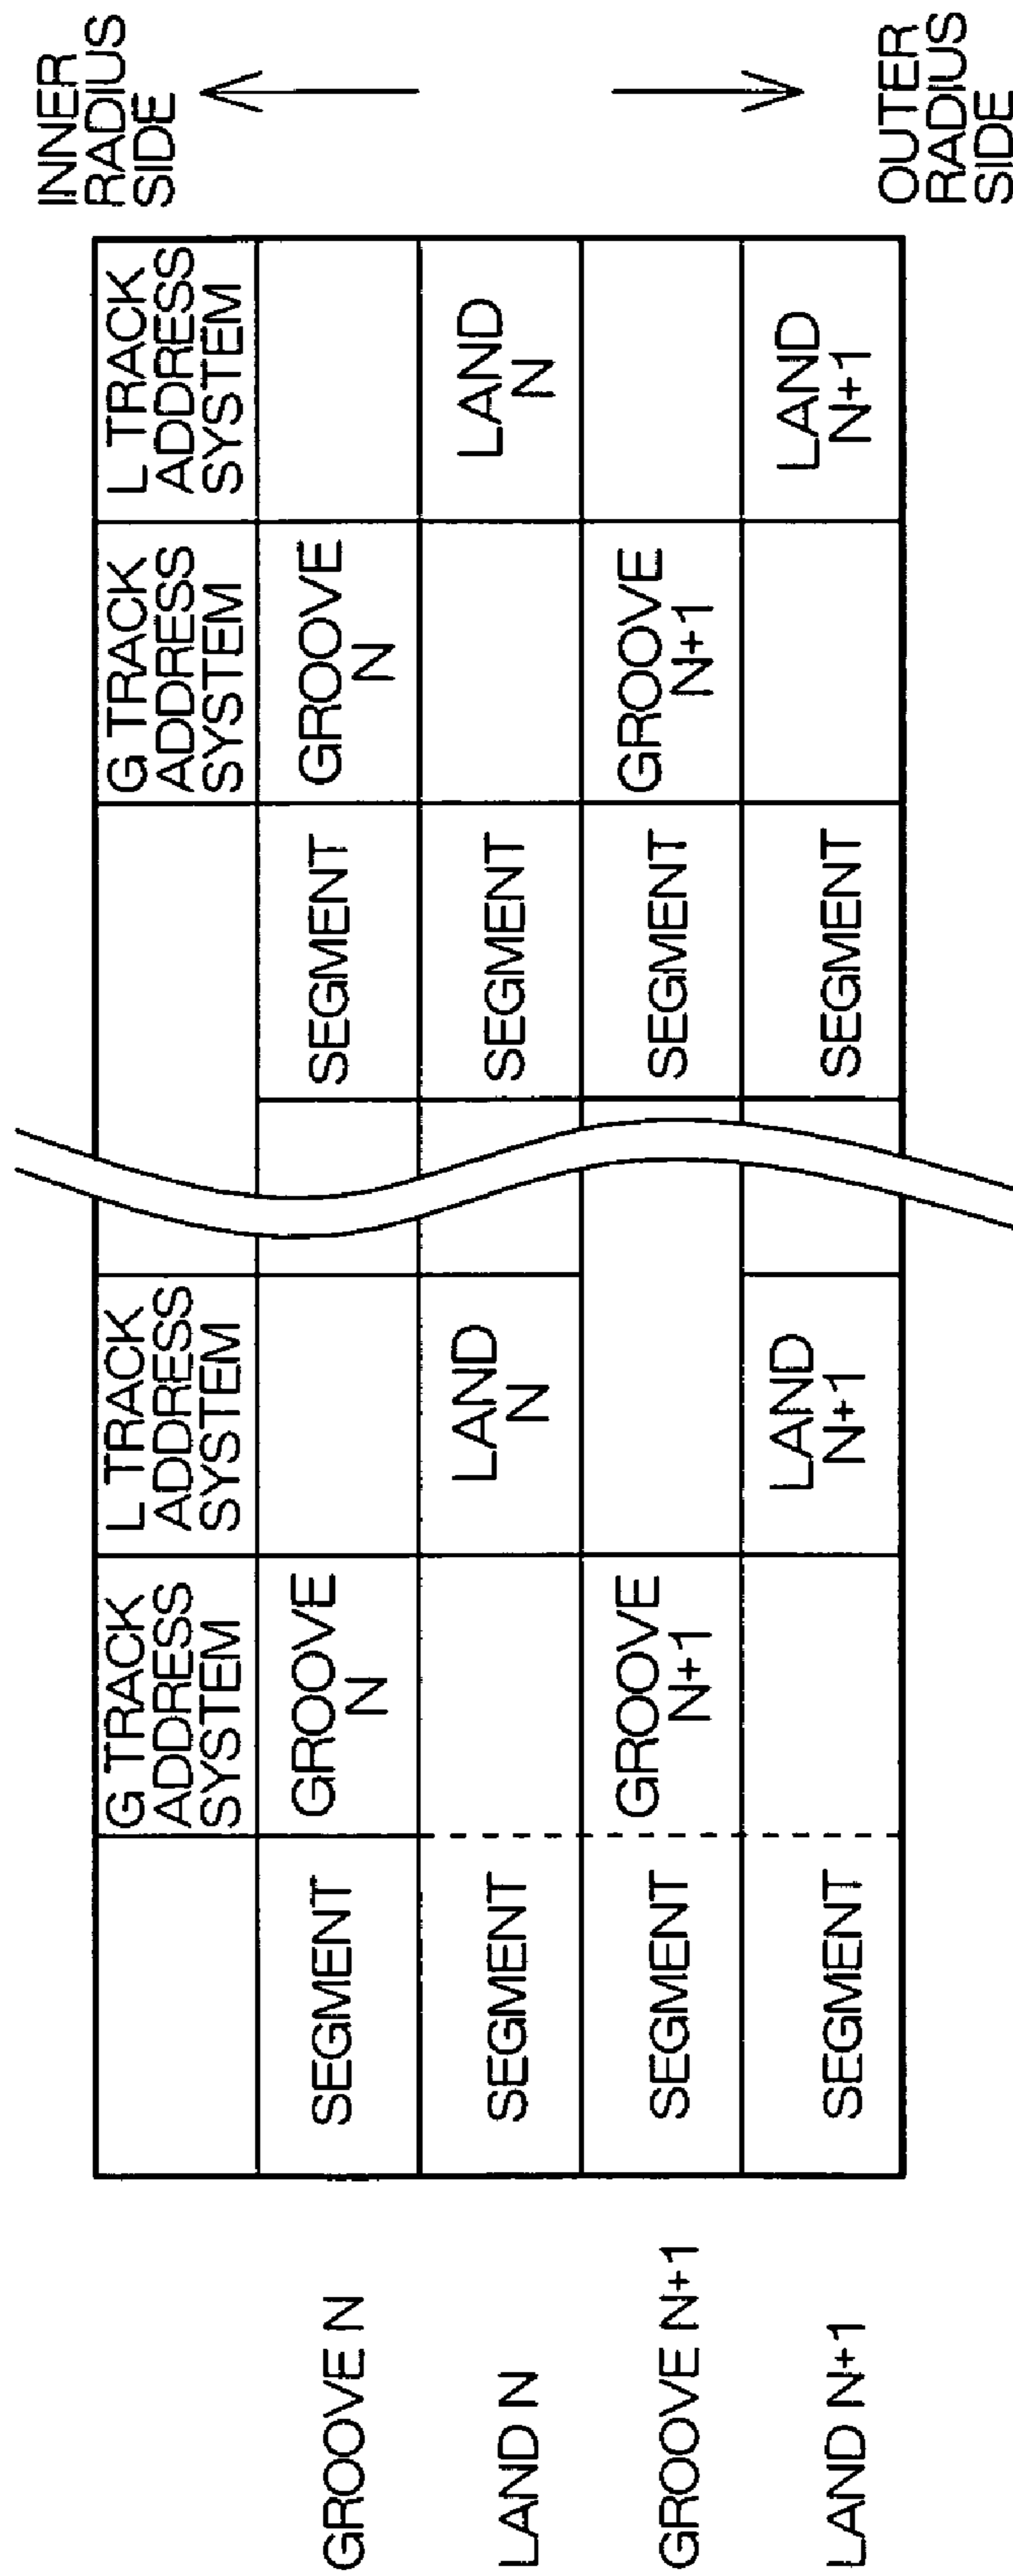 INNER
RADIUS
SIDE
OUTER
RADIUS
SIDE
G TRACK
ADDRESS
SYSTEM
L TRACK
ADDRESS
SYSTEM
G TRACK
ADDRESS
SYSTEM
L TRACK
ADDRESS
SYSTEM
GROOVE N
SEGMENT
GROOVE
N
SEGMENT
GROOVE
N
LAND N
SEGMENT
LAND
N
SEGMENT
LAND
N
GROOVE N+1
SEGMENT
GROOVE
N+1
SEGMENT
GROOVE
N+1
LAND N+1
SEGMENT
LAND
N+1
SEGMENT
LAND
N+1